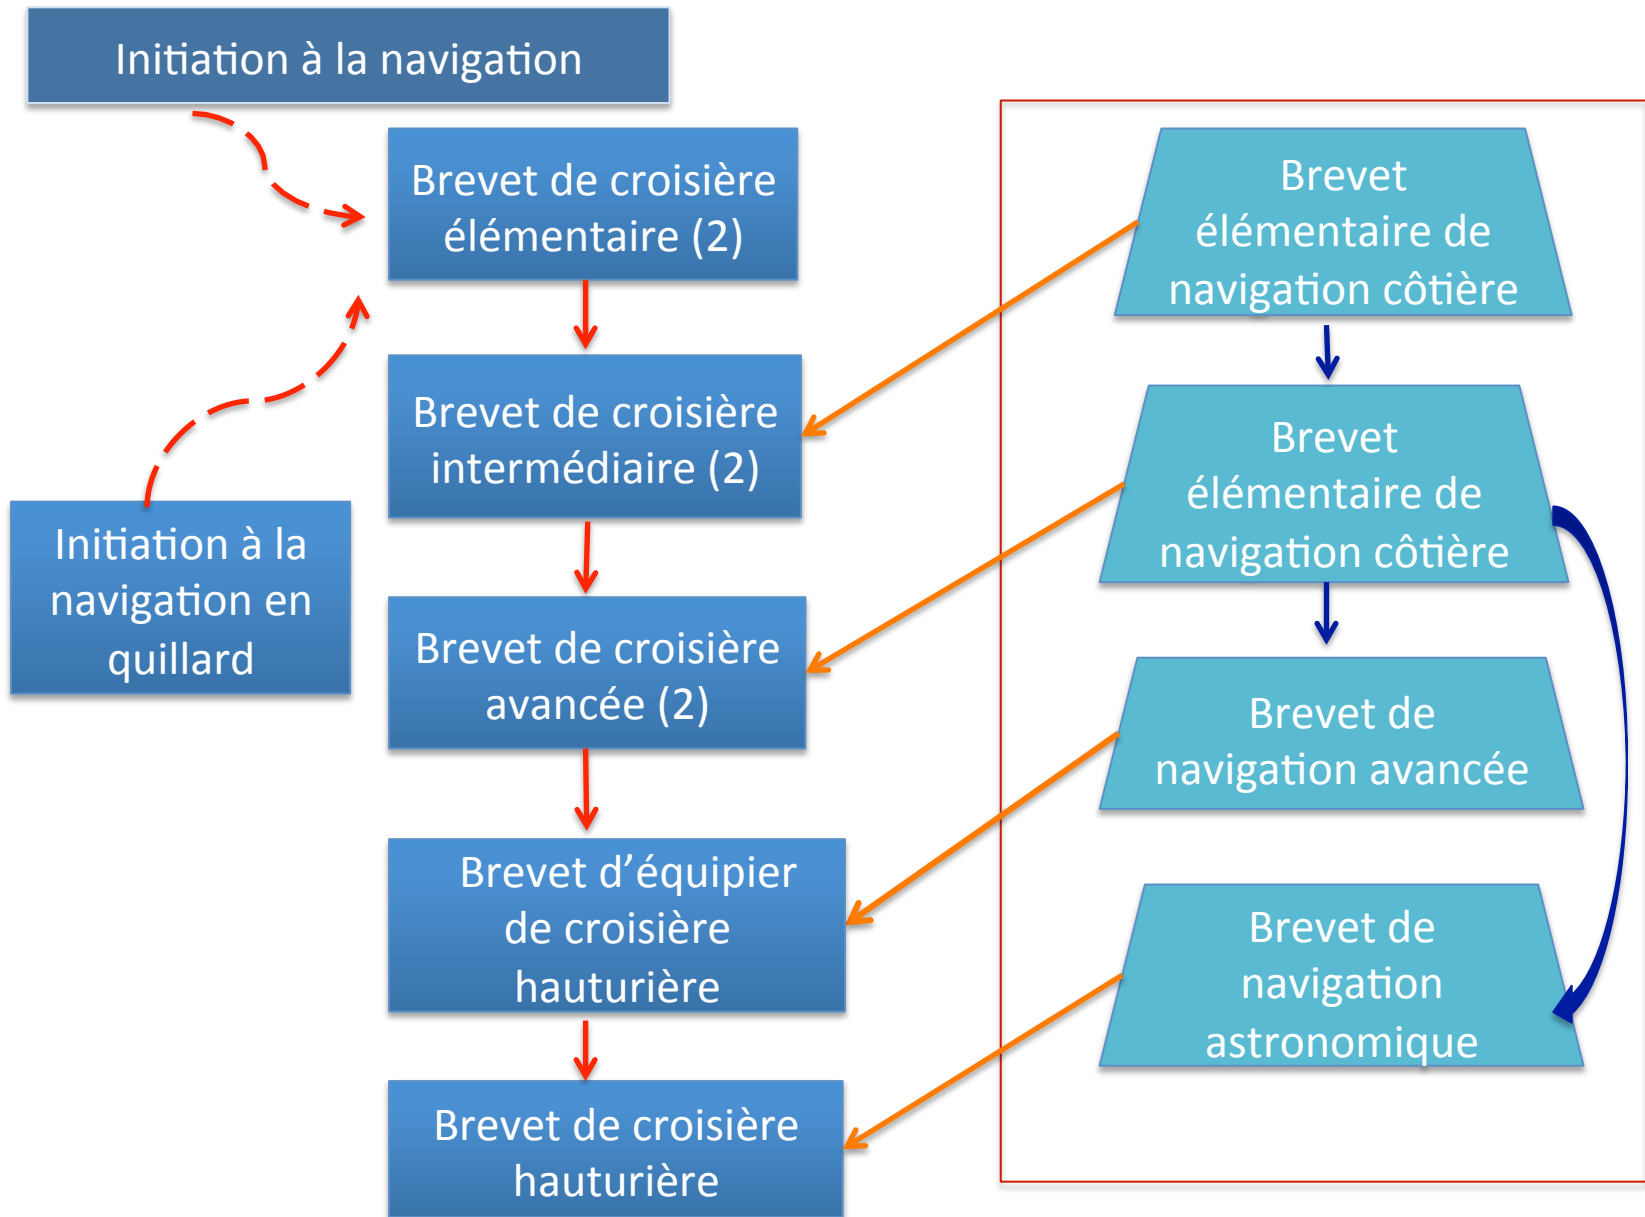 Initiation à la navigation
Brevet de croisière
élémentaire (2)
Brevet de croisière
intermédiaire (2)
Initiation à la
navigation en
quillard
Brevet de croisière
avancée (2)
Brevet d’équipier
de croisière
hauturière
Brevet de croisière
hauturière
Brevet
élémentaire de
navigation côtière
Brevet
élémentaire de
navigation côtière
Brevet de
navigation avancée
Brevet de
navigation
astronomique